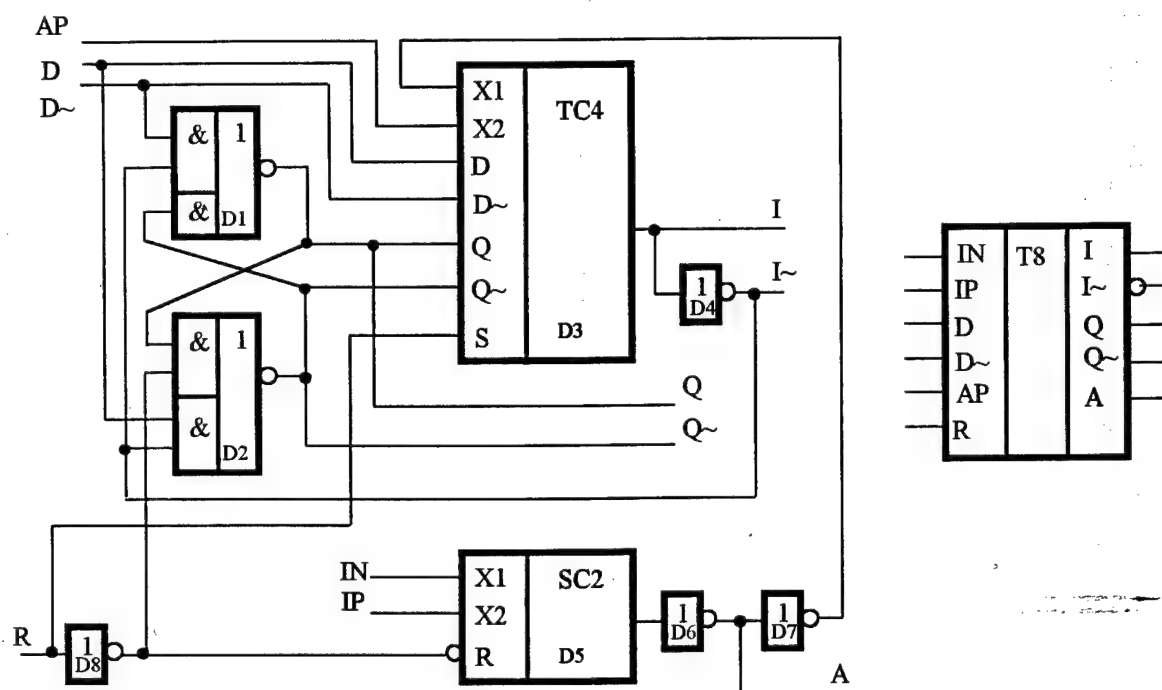 AP
D
D~
& 1
& D1
& 1
& D2
X1 TC4
X2
D
D~
Q
Q~
S D3
I
1
D4
I~
Q
Q~
IN T8 I
IP I~
D Q
D~ Q~
AP A
R
R
1
D8
IN X1 SC2
IP X2
R D5
1
D6
1
D7
A